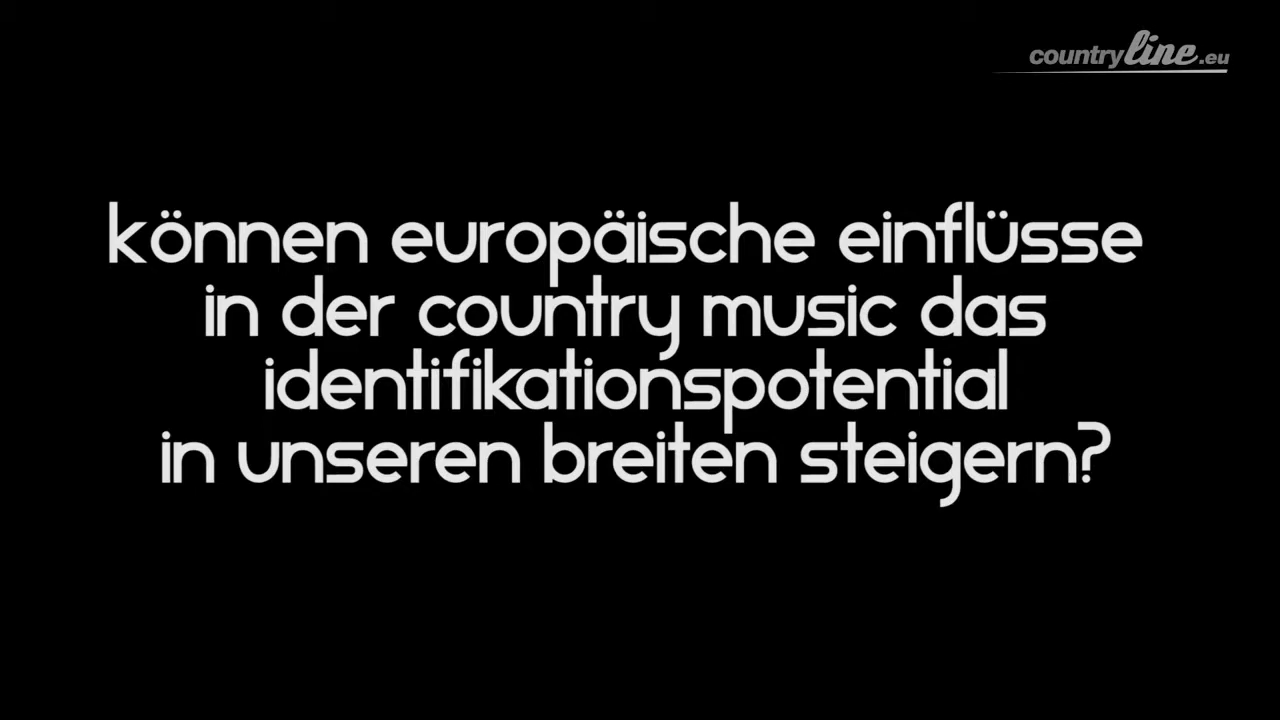 countryline.eu
können europäische einflüsse
in der country music das
identifikationspotential
in unseren breiten steigern?